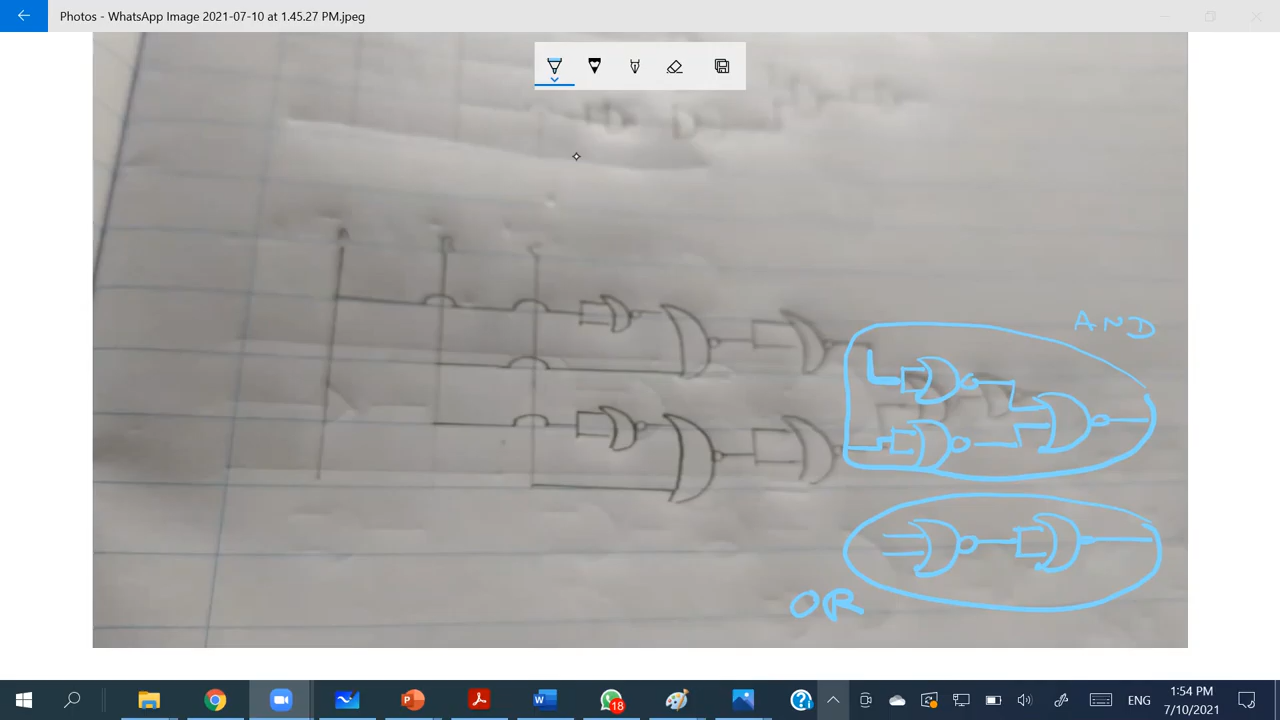 Photos - WhatsApp Image 2021-07-10 at 1.45.27 PM.jpeg
A B C
AND
OR
18
ENG
1:54 PM
7/10/2021